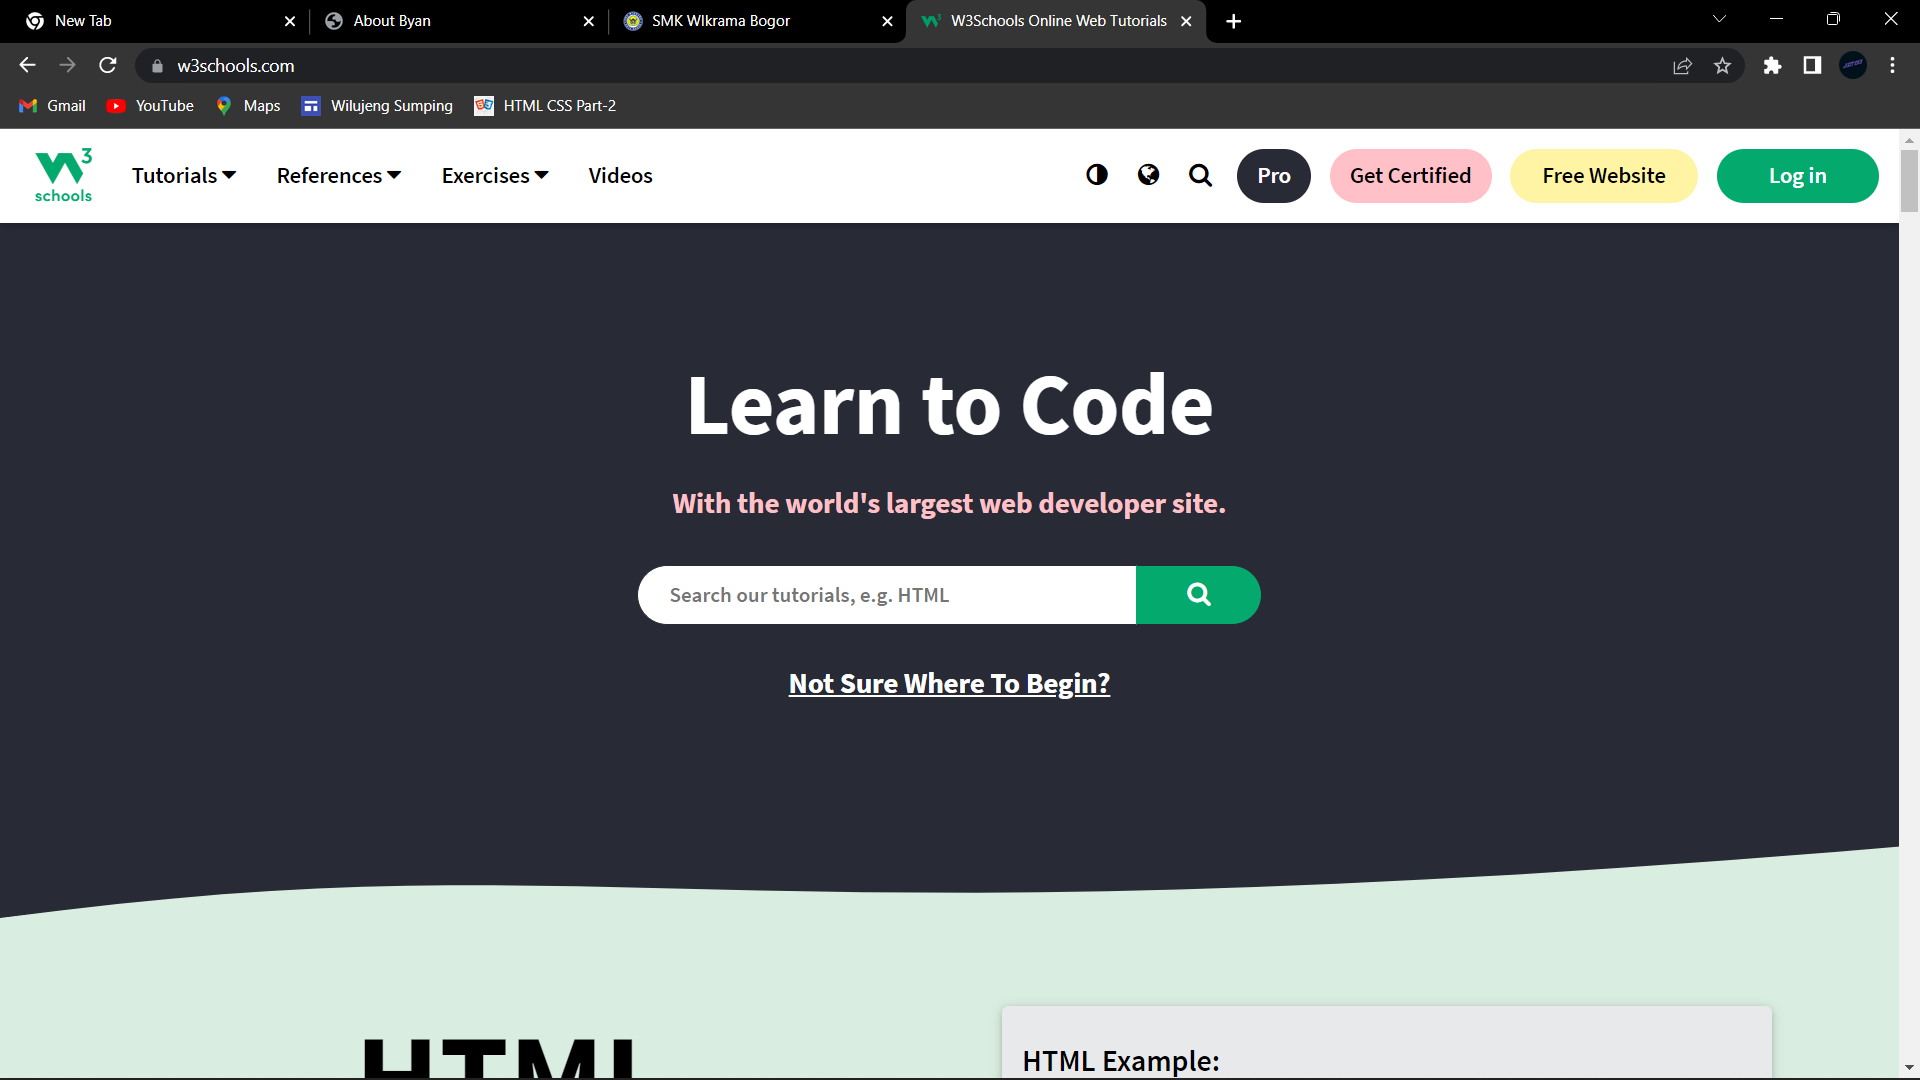 New Tab
About Byan
SMK WIkrama Bogor
W3Schools Online Web Tutorials
w3schools.com
Gmail
YouTube
Maps
Wilujeng Sumping
HTML CSS Part-2
W3 schools
Tutorials
References
Exercises
Videos
Pro
Get Certified
Free Website
Log in
Learn to Code
With the world's largest web developer site.
Search our tutorials, e.g. HTML
Not Sure Where To Begin?
HTML
HTML Example: